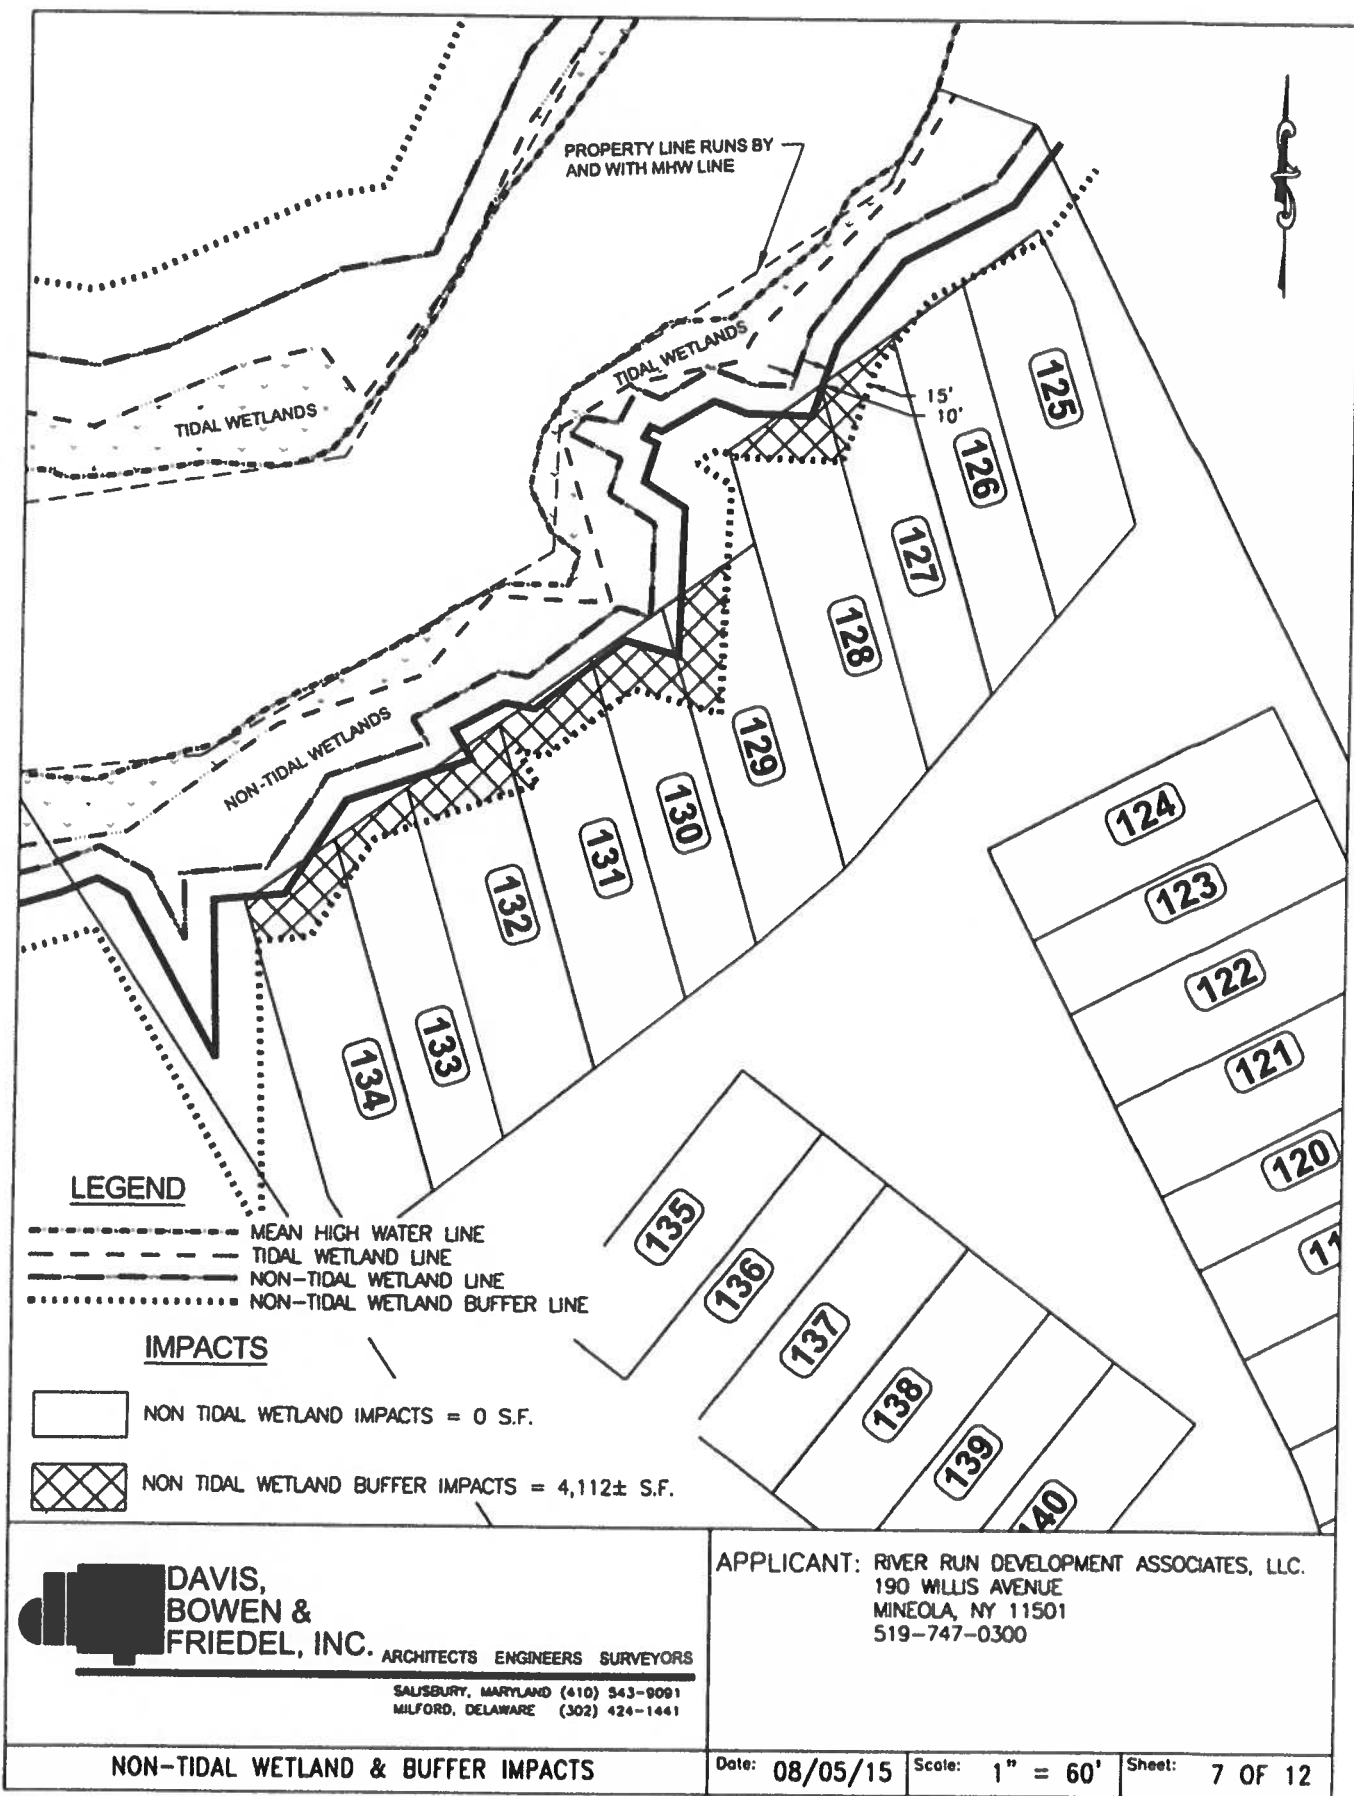 PROPERTY LINE RUNS BY
AND WITH MHW LINE
TIDAL WETLANDS
TIDAL WETLANDS
15'
10'
125
126
127
128
129
130
131
132
133
134
NON-TIDAL WETLANDS
124
123
122
121
120
11
135
136
137
138
139
140
LEGEND
MEAN HIGH WATER LINE
TIDAL WETLAND LINE
NON-TIDAL WETLAND LINE
NON-TIDAL WETLAND BUFFER LINE
IMPACTS
NON TIDAL WETLAND IMPACTS = 0 S.F.
NON TIDAL WETLAND BUFFER IMPACTS = 4,112± S.F.
DAVIS,
BOWEN &
FRIEDEL, INC. ARCHITECTS ENGINEERS SURVEYORS
SALISBURY, MARYLAND (410) 543-9091
MILFORD, DELAWARE (302) 424-1441
APPLICANT: RIVER RUN DEVELOPMENT ASSOCIATES, LLC.
190 WILLIS AVENUE
MINEOLA, NY 11501
519-747-0300
NON-TIDAL WETLAND & BUFFER IMPACTS
Date: 08/05/15
Scale: 1" = 60'
Sheet: 7 OF 12